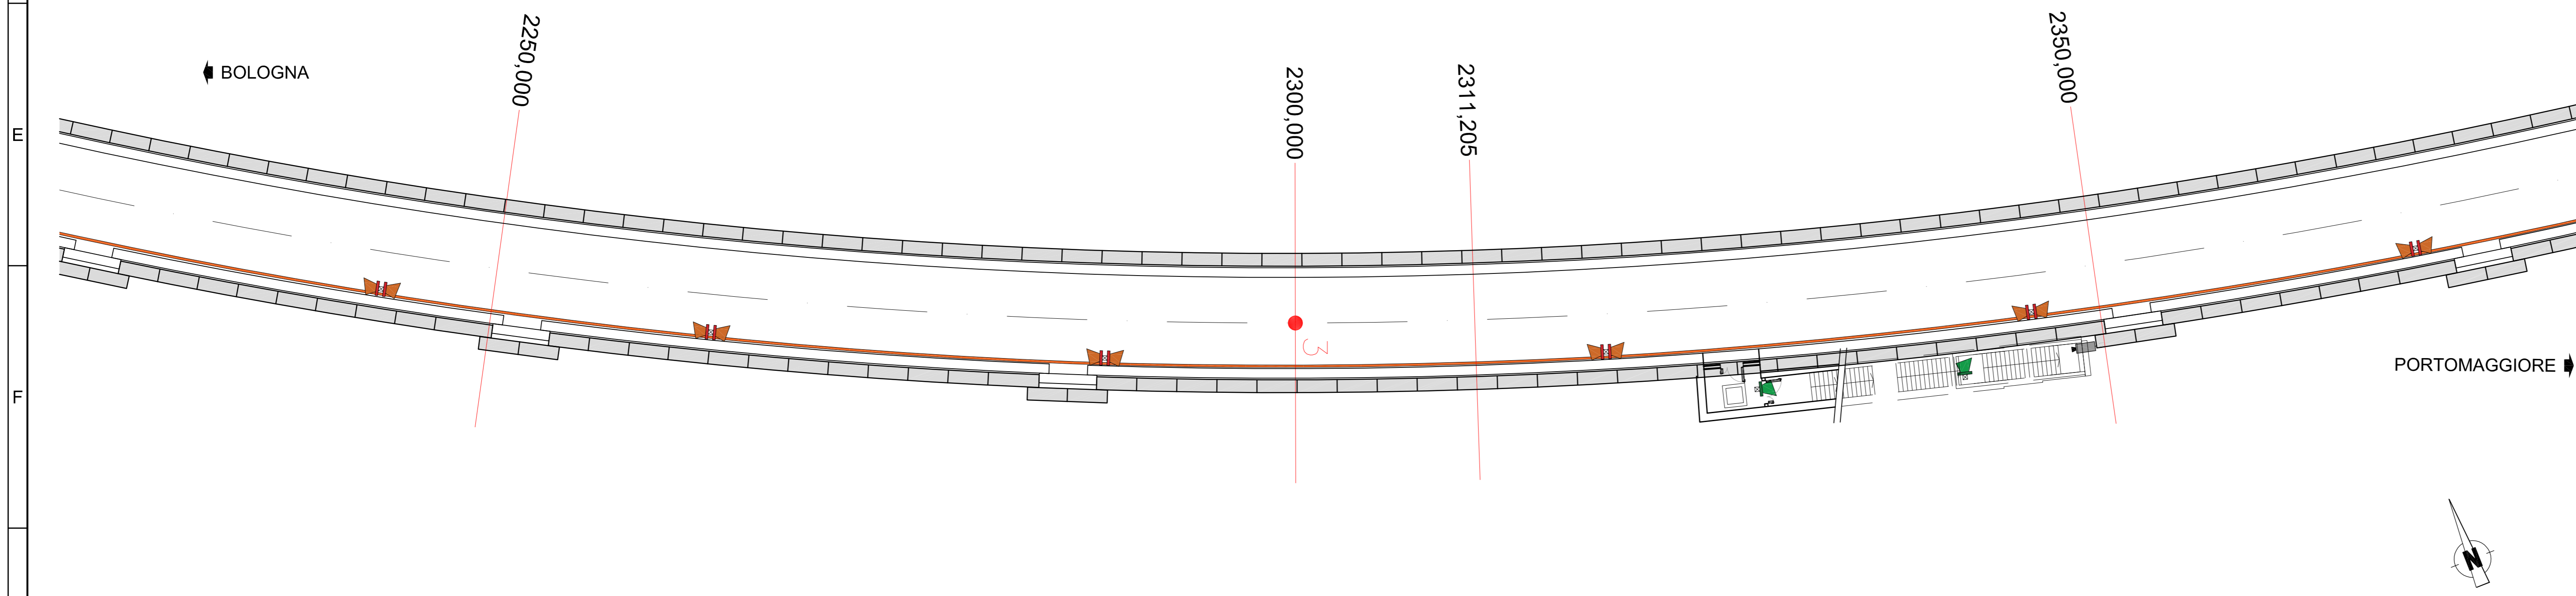 2250,000
2300,000
2311,205
2350,000
BOLOGNA
E
3
PORTOMAGGIORE
F
N